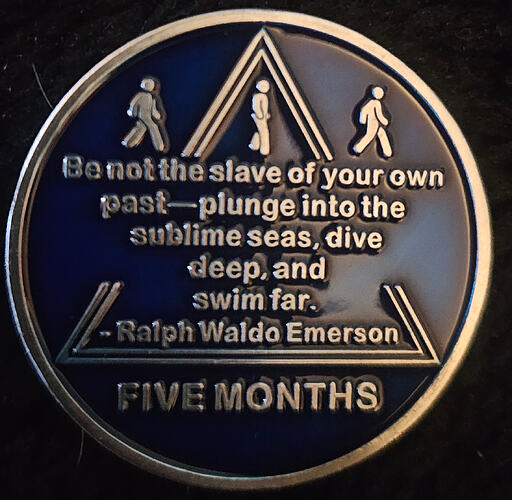 Be not the slave of your own
past—plunge into the
sublime seas, dive
deep, and
swim far.
- Ralph Waldo Emerson
FIVE MONTHS